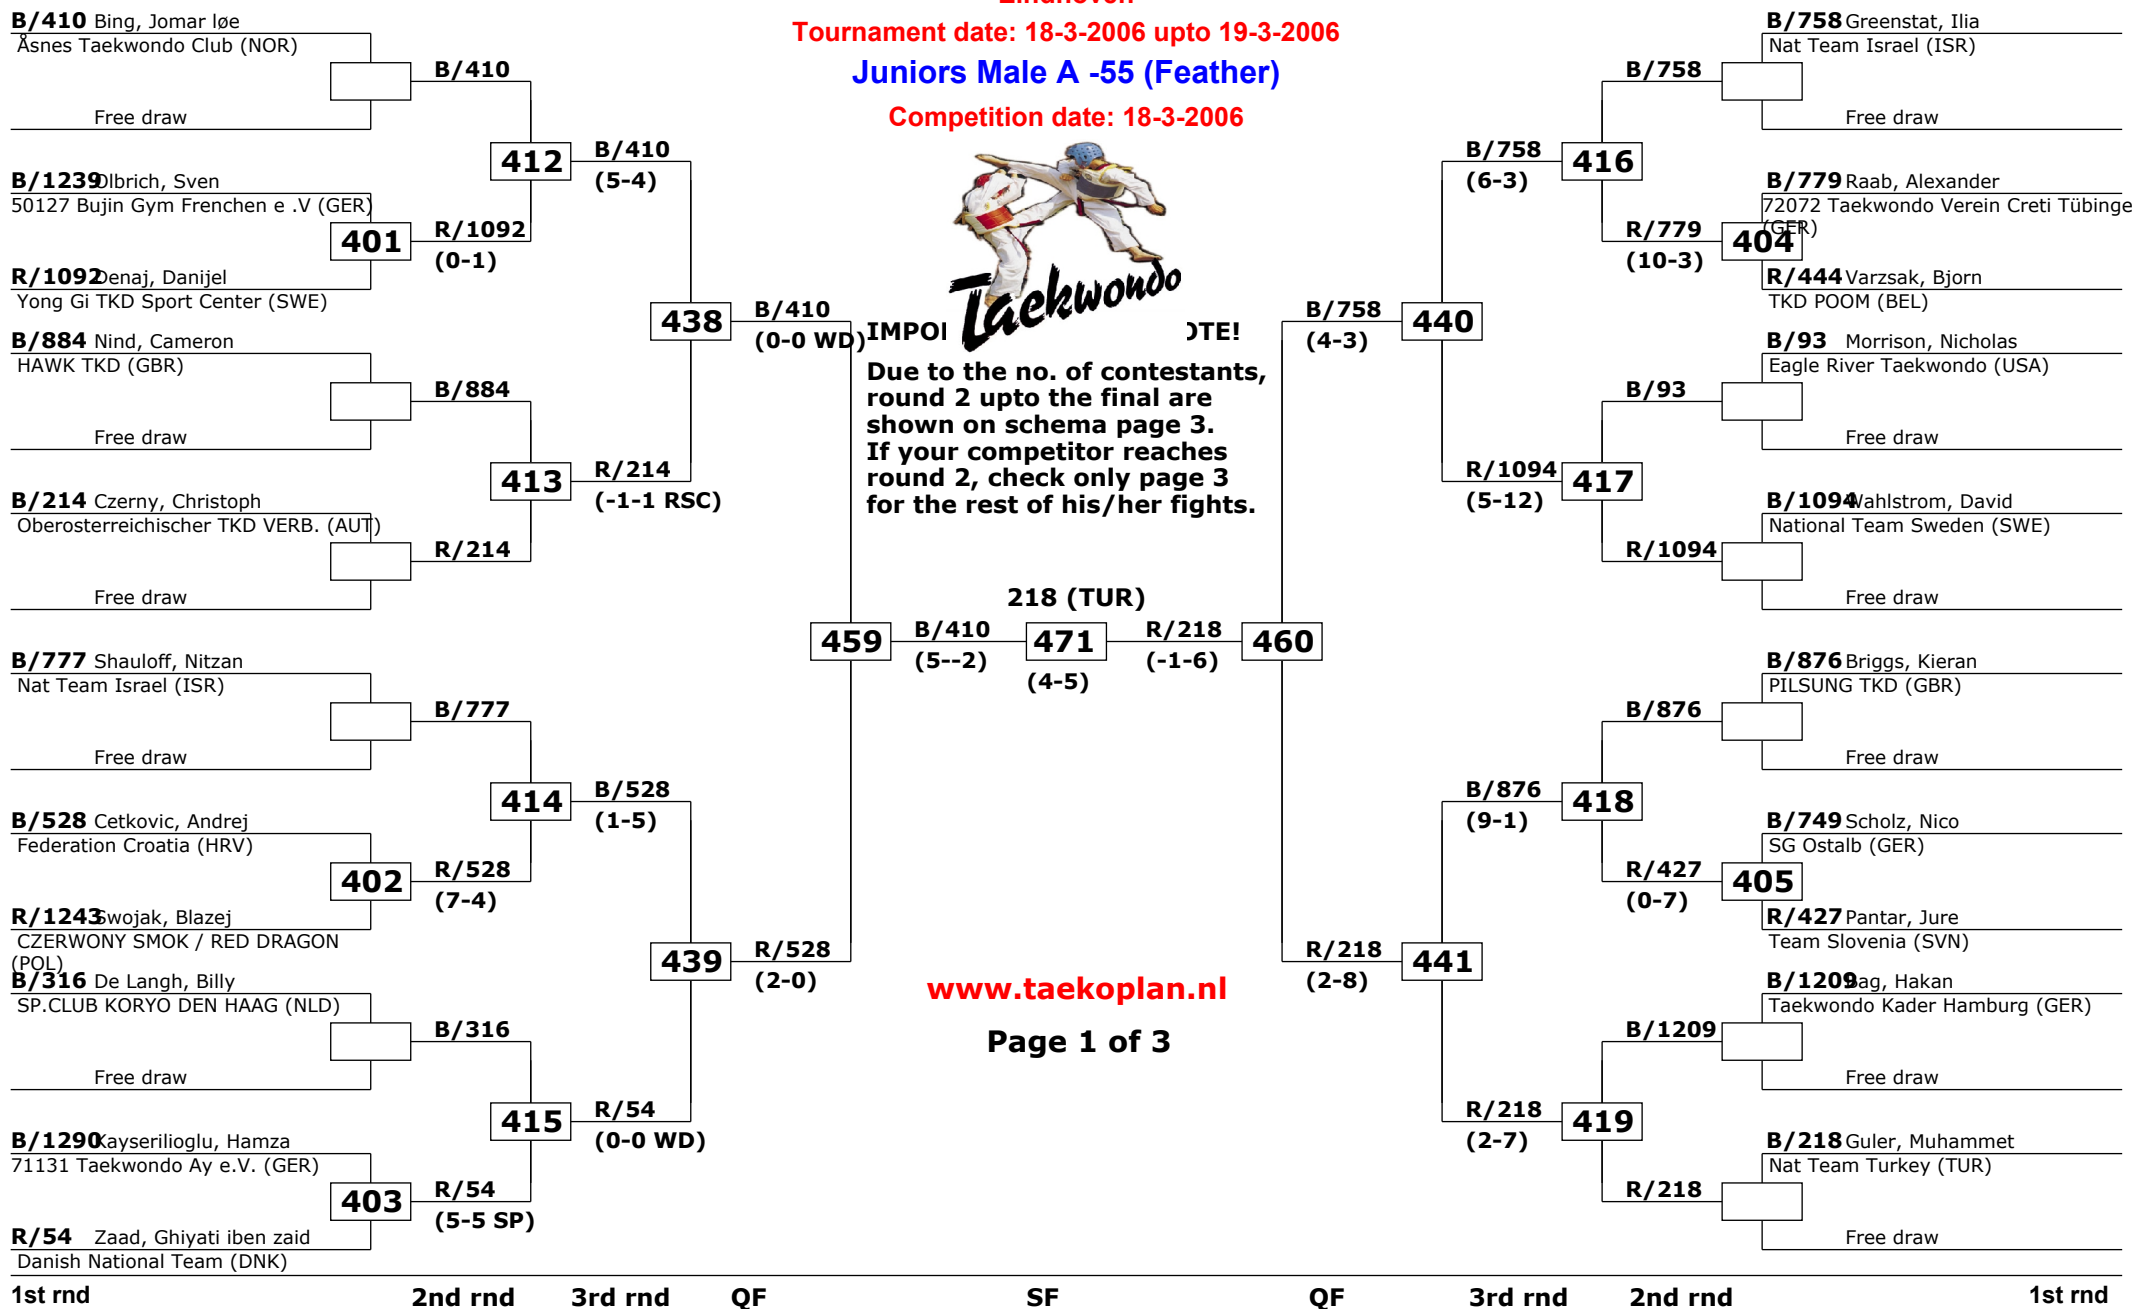 Eindhoven
Tournament date: 18-3-2006 upto 19-3-2006
Juniors Male A -55 (Feather)
Competition date: 18-3-2006
Taekwondo
IMPO OTE!
Due to the no. of contestants,
round 2 upto the final are
shown on schema page 3.
If your competitor reaches
round 2, check only page 3
for the rest of his/her fights.
B/410 Bing, Jomar løe
Åsnes Taekwondo Club (NOR)
Free draw
B/1239 Olbrich, Sven
50127 Bujin Gym Frenchen e .V (GER)
401
R/1092 Denaj, Danijel
Yong Gi TKD Sport Center (SWE)
B/884 Nind, Cameron
HAWK TKD (GBR)
Free draw
B/214 Czerny, Christoph
Oberosterreichischer TKD VERB. (AUT)
Free draw
B/777 Shauloff, Nitzan
Nat Team Israel (ISR)
Free draw
B/528 Cetkovic, Andrej
Federation Croatia (HRV)
402
R/1243 Swojak, Blazej
CZERWONY SMOK / RED DRAGON
(POL)
B/316 De Langh, Billy
SP.CLUB KORYO DEN HAAG (NLD)
Free draw
B/1290 Kayserilioglu, Hamza
71131 Taekwondo Ay e.V. (GER)
403
R/54 Zaad, Ghiyati iben zaid
Danish National Team (DNK)
B/410
412
R/1092
(0-1)
B/884
413
R/214
B/777
414
R/528
(7-4)
B/316
415
R/54
(5-5 SP)
B/410
(5-4)
438
R/214
(-1-1 RSC)
B/528
(1-5)
439
R/54
(0-0 WD)
B/410
(0-0 WD)
459
R/528
(2-0)
B/410
(5--2)
218 (TUR)
471
(4-5)
R/218
(-1-6)
460
B/758
(4-3)
440
R/218
(2-8)
441
B/758
(6-3)
416
R/1094
(5-12)
417
B/876
(9-1)
418
R/218
(2-7)
419
B/758
R/779
(10-3)
B/93
R/1094
B/876
R/427
(0-7)
B/1209
R/218
B/758 Greenstat, Ilia
Nat Team Israel (ISR)
Free draw
B/779 Raab, Alexander
72072 Taekwondo Verein Creti Tübinge
(GER)
404
R/444 Varzsak, Bjorn
TKD POOM (BEL)
B/93 Morrison, Nicholas
Eagle River Taekwondo (USA)
Free draw
B/1094 Wahlstrom, David
National Team Sweden (SWE)
Free draw
B/876 Briggs, Kieran
PILSUNG TKD (GBR)
Free draw
B/749 Scholz, Nico
SG Ostalb (GER)
405
R/427 Pantar, Jure
Team Slovenia (SVN)
B/1209 Bag, Hakan
Taekwondo Kader Hamburg (GER)
Free draw
B/218 Guler, Muhammet
Nat Team Turkey (TUR)
Free draw
www.taekoplan.nl
Page 1 of 3
1st rnd 2nd rnd 3rd rnd QF SF QF 3rd rnd 2nd rnd 1st rnd